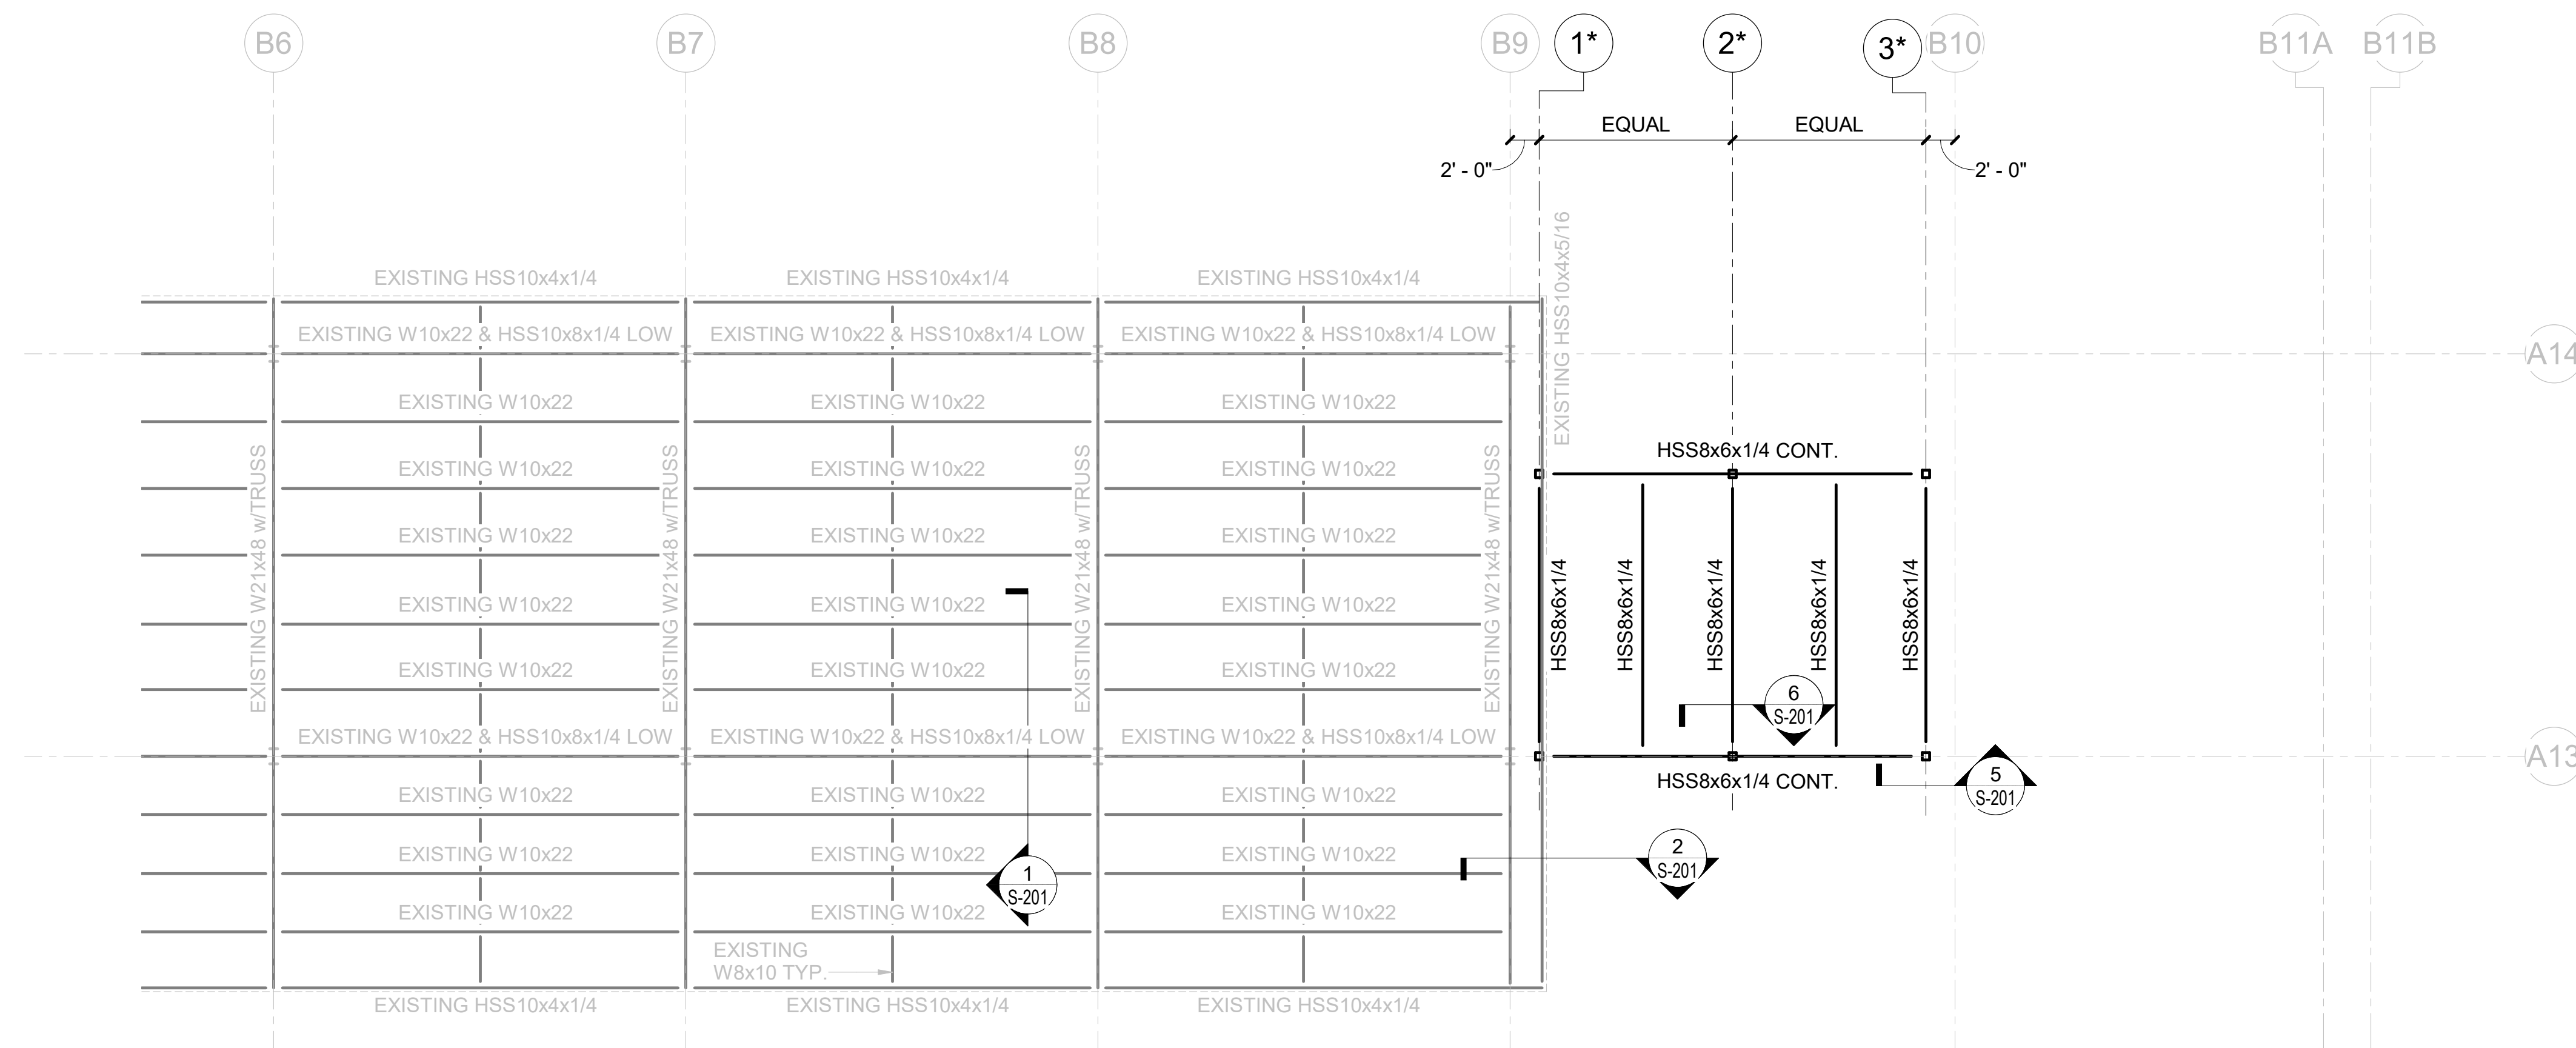 B6
B7
B8
B9
1*
2*
3*
B10
B11A
B11B
EQUAL
EQUAL
2' - 0"
2' - 0"
EXISTING HSS10x4x5/16
EXISTING HSS10x4x1/4
EXISTING HSS10x4x1/4
EXISTING HSS10x4x1/4
EXISTING W10x22 & HSS10x8x1/4 LOW
EXISTING W10x22 & HSS10x8x1/4 LOW
EXISTING W10x22 & HSS10x8x1/4 LOW
A14
EXISTING W10x22
EXISTING W10x22
EXISTING W10x22
HSS8x6x1/4 CONT.
EXISTING W10x22
EXISTING W10x22
EXISTING W10x22
EXISTING W21x48 w/TRUSS
EXISTING W21x48 w/TRUSS
EXISTING W21x48 w/TRUSS
EXISTING W21x48 w/TRUSS
EXISTING W10x22
EXISTING W10x22
EXISTING W10x22
HSS8x6x1/4
HSS8x6x1/4
HSS8x6x1/4
HSS8x6x1/4
HSS8x6x1/4
EXISTING W10x22
EXISTING W10x22
EXISTING W10x22
EXISTING W10x22
EXISTING W10x22
EXISTING W10x22
6
S-201
EXISTING W10x22 & HSS10x8x1/4 LOW
EXISTING W10x22 & HSS10x8x1/4 LOW
EXISTING W10x22 & HSS10x8x1/4 LOW
A13
HSS8x6x1/4 CONT.
5
S-201
EXISTING W10x22
EXISTING W10x22
EXISTING W10x22
2
S-201
EXISTING W10x22
EXISTING W10x22
EXISTING W10x22
1
S-201
EXISTING W10x22
EXISTING W10x22
EXISTING W10x22
EXISTING
W8x10 TYP.
EXISTING HSS10x4x1/4
EXISTING HSS10x4x1/4
EXISTING HSS10x4x1/4